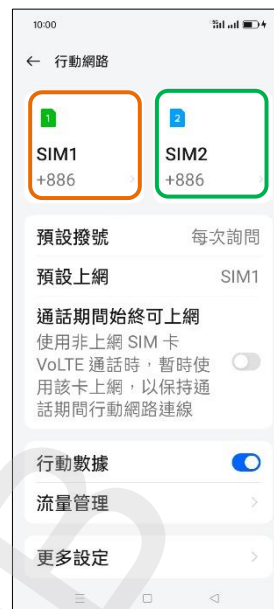 10:00
← 行動網路
1
2
SIM1
SIM2
+886
+886
預設撥號 每次詢問
預設上網 SIM1
通話期間始終可上網
使用非上網 SIM 卡
VoLTE 通話時，暫時使
用該卡上網，以保持通
話期間行動網路連線
行動數據
流量管理
更多設定